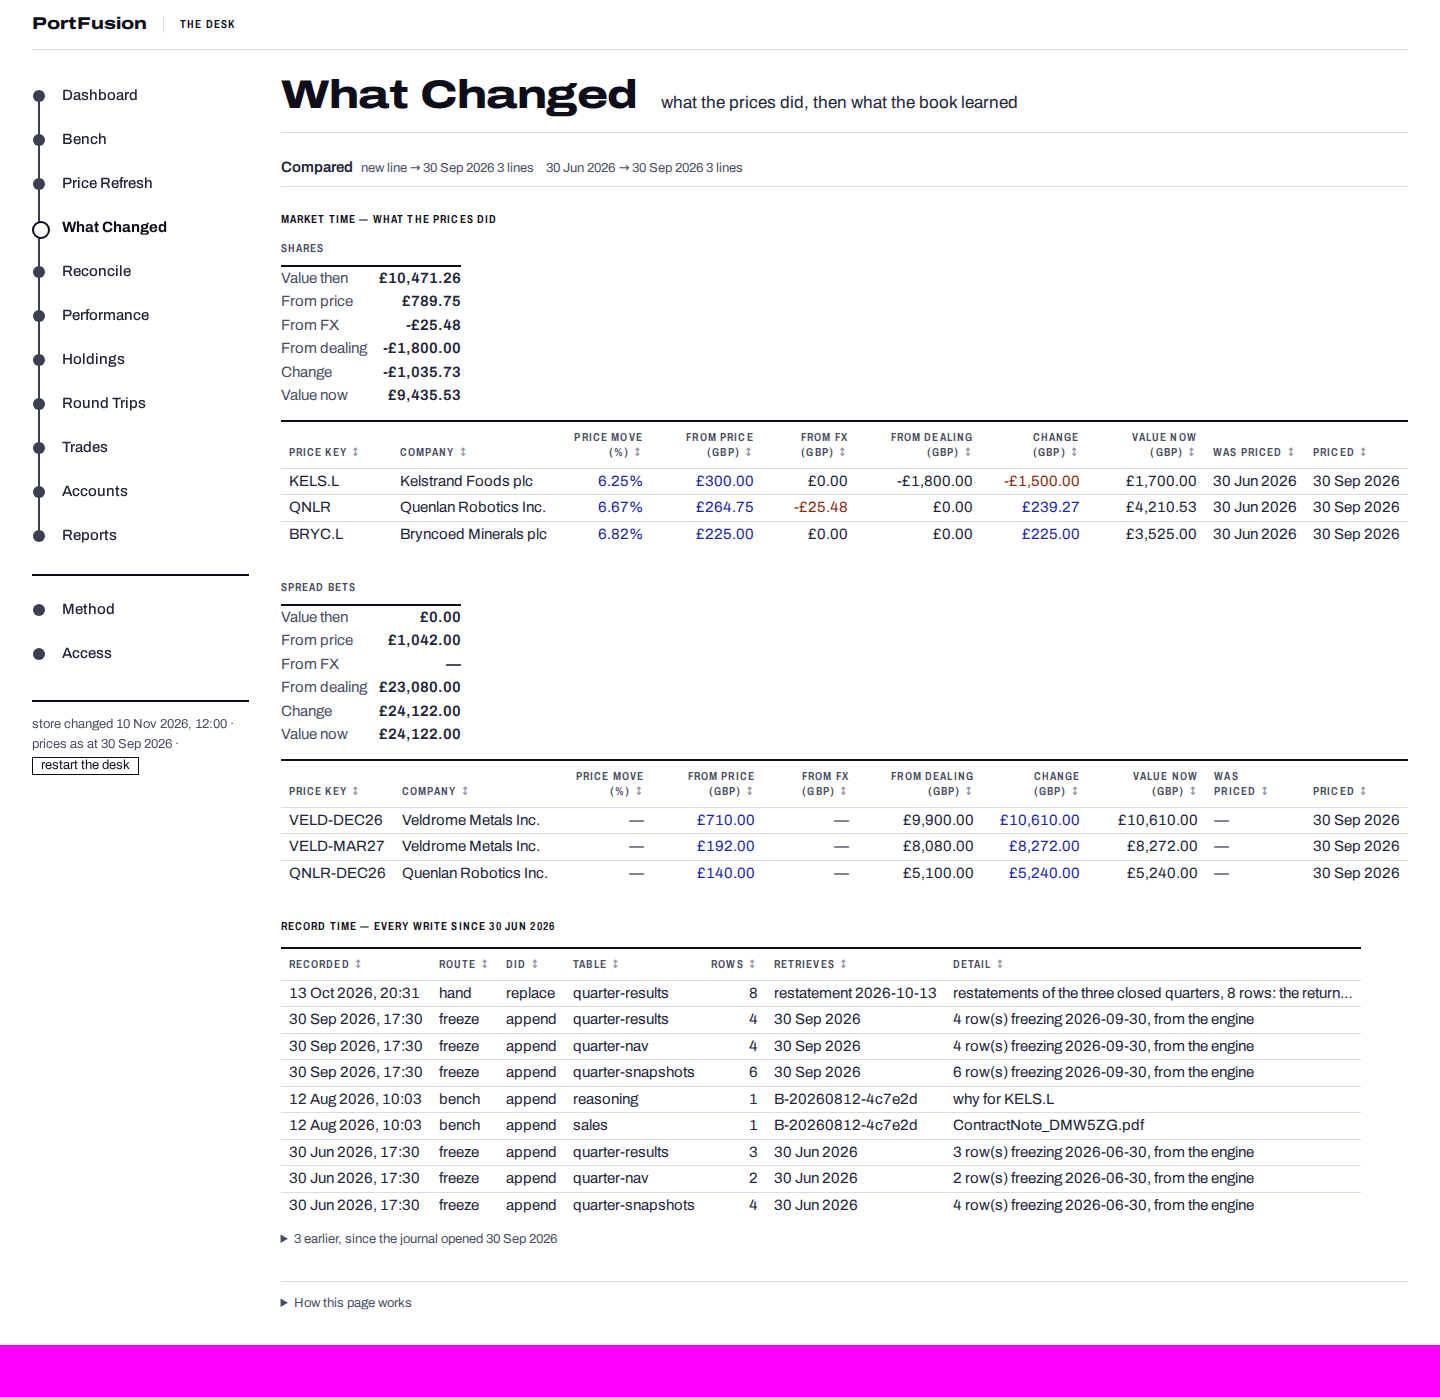 PortFusion THE DESK
Dashboard
Bench
Price Refresh
What Changed
Reconcile
Performance
Holdings
Round Trips
Trades
Accounts
Reports
Method
Access
store changed 10 Nov 2026, 12:00 ·
prices as at 30 Sep 2026 ·
restart the desk
What Changed what the prices did, then what the book learned
Compared new line → 30 Sep 2026 3 lines 30 Jun 2026 → 30 Sep 2026 3 lines
MARKET TIME — WHAT THE PRICES DID
SHARES
Value then £10,471.26
From price £789.75
From FX -£25.48
From dealing -£1,800.00
Change -£1,035.73
Value now £9,435.53
PRICE MOVE FROM PRICE FROM FX FROM DEALING CHANGE VALUE NOW
PRICE KEY ↕ COMPANY ↕ (%) ↕ (GBP) ↕ (GBP) ↕ (GBP) ↕ (GBP) ↕ (GBP) ↕ WAS PRICED ↕ PRICED ↕
KELS.L Kelstrand Foods plc 6.25% £300.00 £0.00 -£1,800.00 -£1,500.00 £1,700.00 30 Jun 2026 30 Sep 2026
QNLR Quenlan Robotics Inc. 6.67% £264.75 -£25.48 £0.00 £239.27 £4,210.53 30 Jun 2026 30 Sep 2026
BRYC.L Bryncoed Minerals plc 6.82% £225.00 £0.00 £0.00 £225.00 £3,525.00 30 Jun 2026 30 Sep 2026
SPREAD BETS
Value then £0.00
From price £1,042.00
From FX —
From dealing £23,080.00
Change £24,122.00
Value now £24,122.00
PRICE MOVE FROM PRICE FROM FX FROM DEALING CHANGE VALUE NOW WAS
PRICE KEY ↕ COMPANY ↕ (%) ↕ (GBP) ↕ (GBP) ↕ (GBP) ↕ (GBP) ↕ (GBP) ↕ PRICED ↕ PRICED ↕
VELD-DEC26 Veldrome Metals Inc. — £710.00 — £9,900.00 £10,610.00 £10,610.00 — 30 Sep 2026
VELD-MAR27 Veldrome Metals Inc. — £192.00 — £8,080.00 £8,272.00 £8,272.00 — 30 Sep 2026
QNLR-DEC26 Quenlan Robotics Inc. — £140.00 — £5,100.00 £5,240.00 £5,240.00 — 30 Sep 2026
RECORD TIME — EVERY WRITE SINCE 30 JUN 2026
RECORDED ↕ ROUTE ↕ DID ↕ TABLE ↕ ROWS ↕ RETRIEVES ↕ DETAIL ↕
13 Oct 2026, 20:31 hand replace quarter-results 8 restatement 2026-10-13 restatements of the three closed quarters, 8 rows: the return…
30 Sep 2026, 17:30 freeze append quarter-results 4 30 Sep 2026 4 row(s) freezing 2026-09-30, from the engine
30 Sep 2026, 17:30 freeze append quarter-nav 4 30 Sep 2026 4 row(s) freezing 2026-09-30, from the engine
30 Sep 2026, 17:30 freeze append quarter-snapshots 6 30 Sep 2026 6 row(s) freezing 2026-09-30, from the engine
12 Aug 2026, 10:03 bench append reasoning 1 B-20260812-4c7e2d why for KELS.L
12 Aug 2026, 10:03 bench append sales 1 B-20260812-4c7e2d ContractNote_DMW5ZG.pdf
30 Jun 2026, 17:30 freeze append quarter-results 3 30 Jun 2026 3 row(s) freezing 2026-06-30, from the engine
30 Jun 2026, 17:30 freeze append quarter-nav 2 30 Jun 2026 2 row(s) freezing 2026-06-30, from the engine
30 Jun 2026, 17:30 freeze append quarter-snapshots 4 30 Jun 2026 4 row(s) freezing 2026-06-30, from the engine
▶ 3 earlier, since the journal opened 30 Sep 2026
▶ How this page works